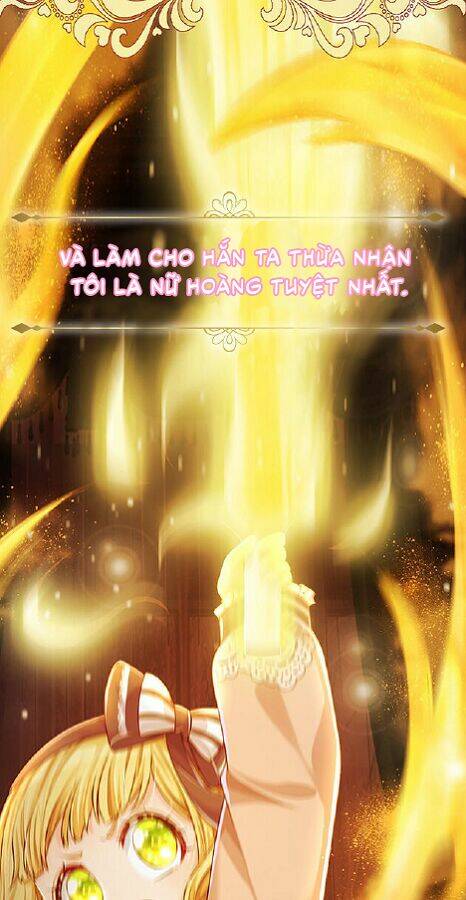 VÀ LÀM CHO HẮN TA THỪA NHẬN
TÔI LÀ NỮ HOÀNG TUYỆT NHẤT.